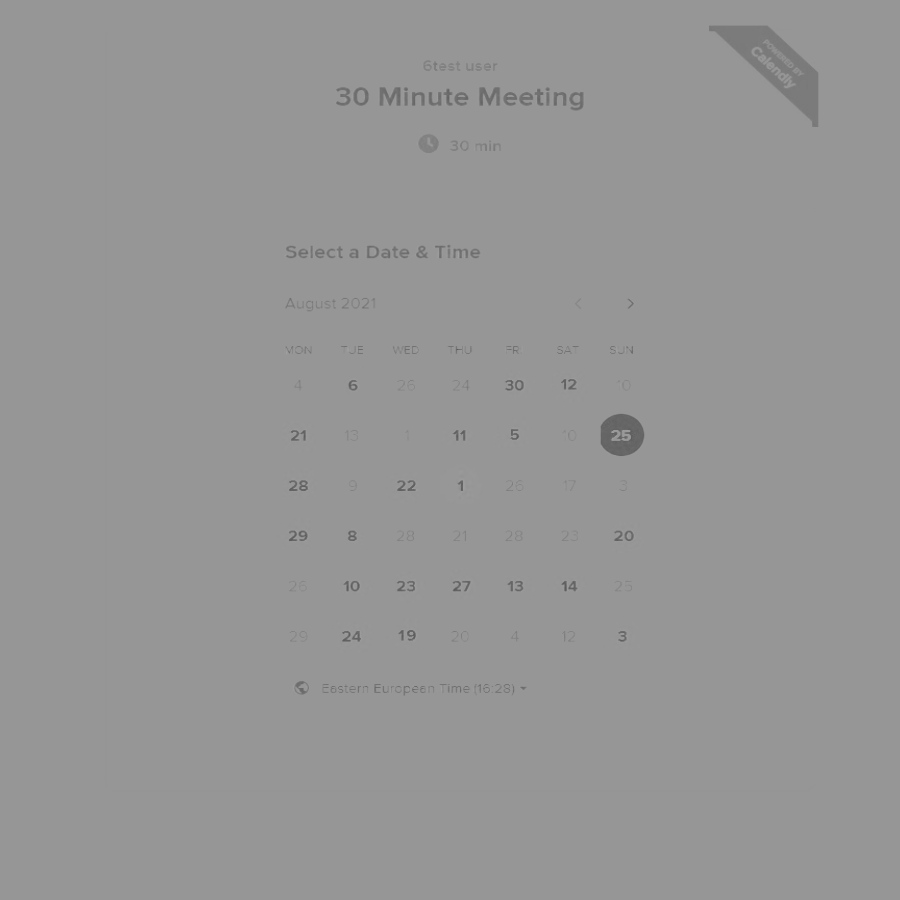 POWERED BY
Calendly
6test user
30 Minute Meeting
30 min
Select a Date & Time
August 2021
MON TUE WED THU FRI SAT SUN
4 6 26 24 30 12 10
21 13 1 11 5 10 25
28 9 22 1 26 17 3
29 8 28 21 28 23 20
26 10 23 27 13 14 25
29 24 19 20 4 12 3
Eastern European Time (16:28)